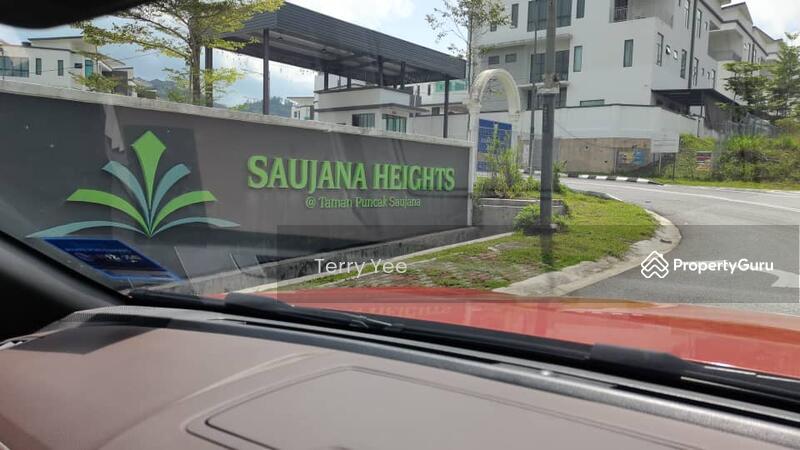 SAUJANA HEIGHTS
@ Taman Puncak Saujana
Terry Yee
PropertyGuru